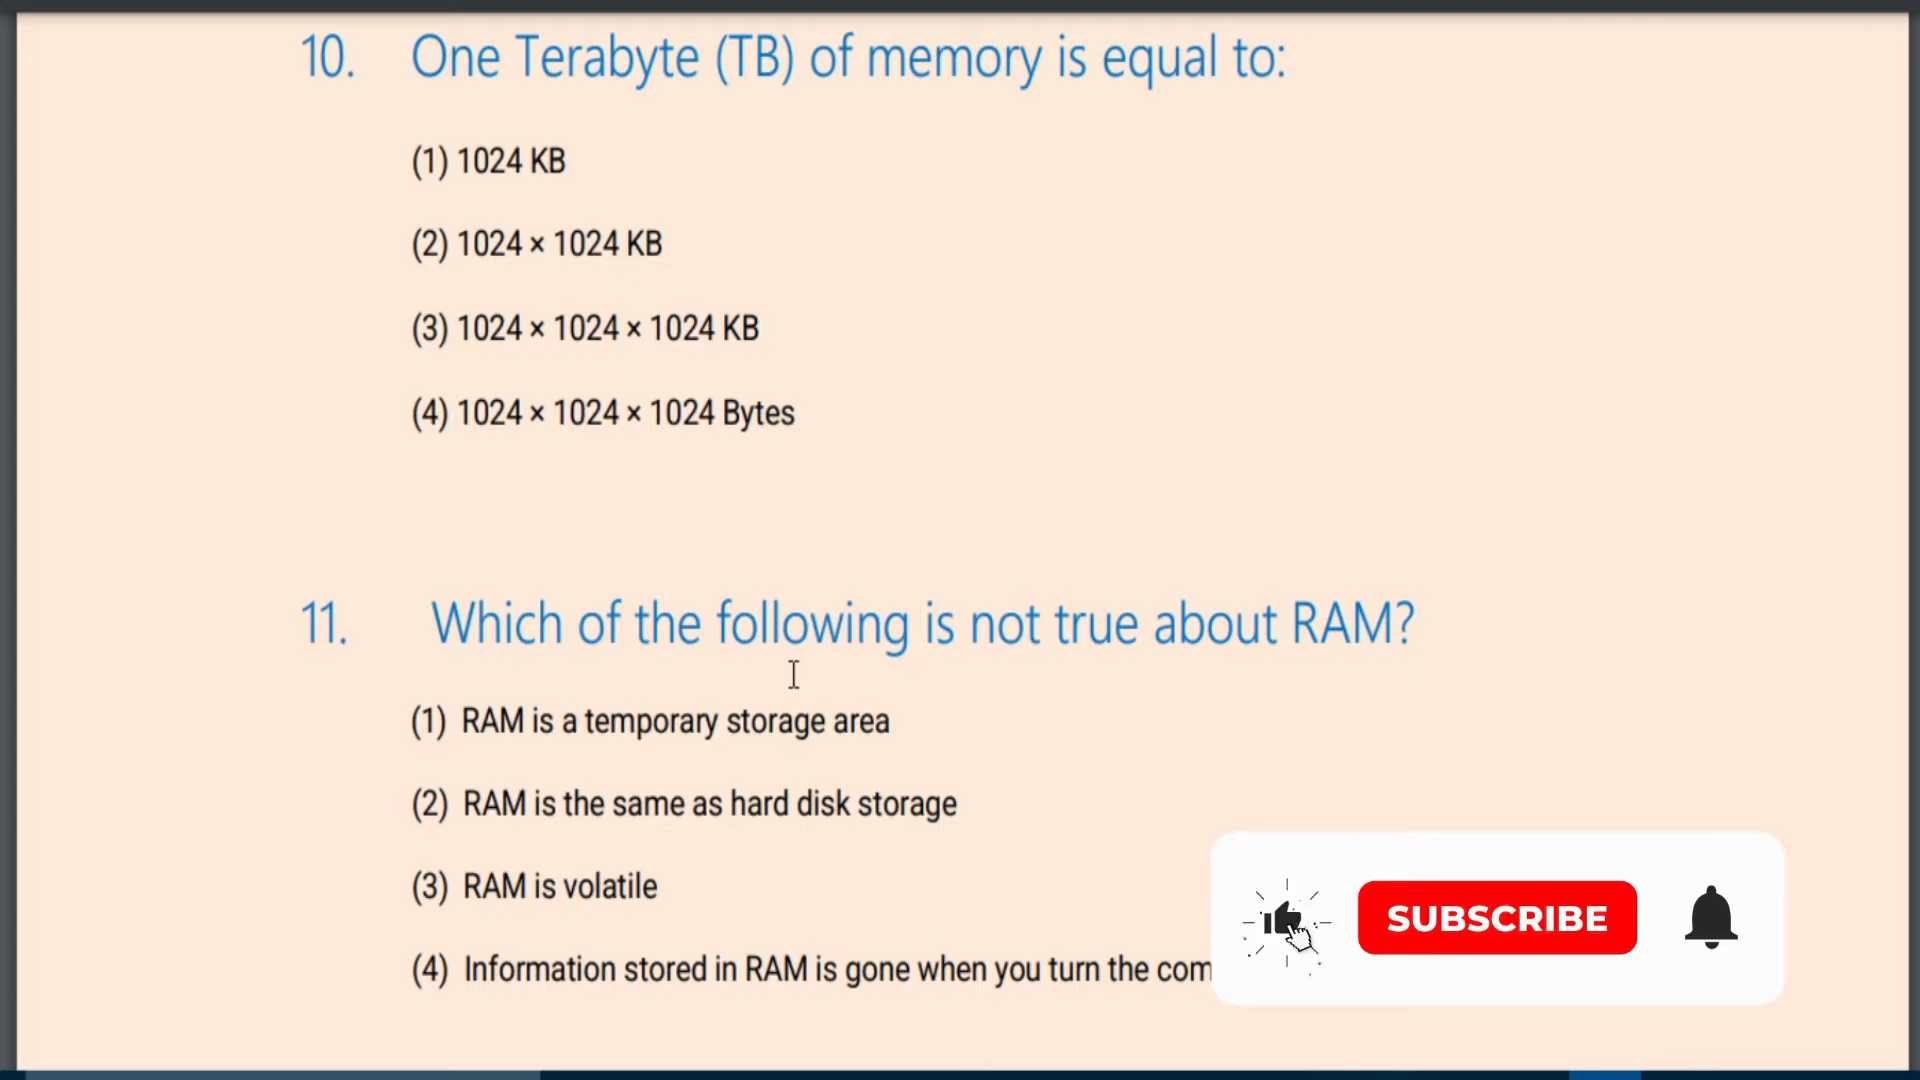 10. One Terabyte (TB) of memory is equal to:
(1) 1024 KB
(2) 1024 × 1024 KB
(3) 1024 × 1024 × 1024 KB
(4) 1024 × 1024 × 1024 Bytes
11. Which of the following is not true about RAM?
(1) RAM is a temporary storage area
(2) RAM is the same as hard disk storage
(3) RAM is volatile
(4) Information stored in RAM is gone when you turn the com
SUBSCRIBE